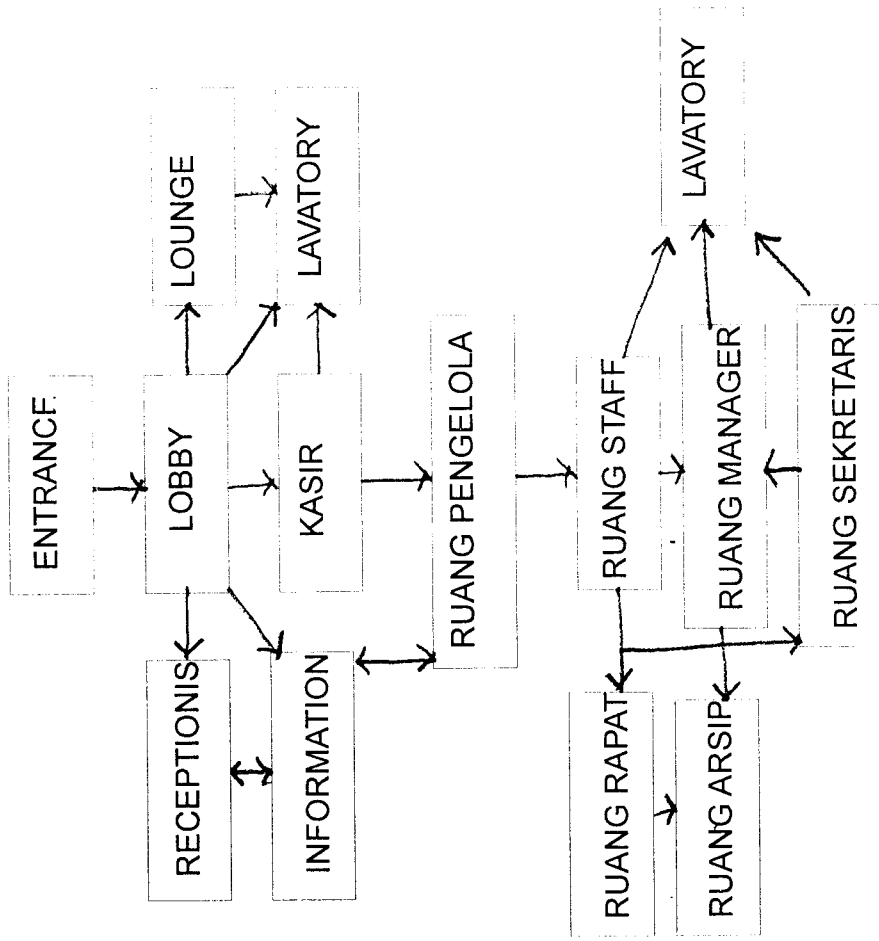 ENTRANCE
RECEPTIONIS
LOBBY
LOUNGE
INFORMATION
KASIR
LAVATORY
RUANG PENGELOLA
RUANG RAPAT
RUANG STAFF
RUANG ARSIP
RUANG MANAGER
LAVATORY
RUANG SEKRETARIS